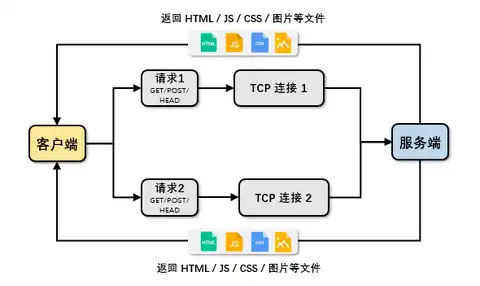 返回 HTML / JS / CSS / 图片等文件
HTML JS CSS
请求1
GET/POST/
HEAD
TCP 连接 1
客户端
服务端
请求2
GET/POST/
HEAD
TCP 连接 2
HTML JS CSS
返回 HTML / JS / CSS / 图片等文件